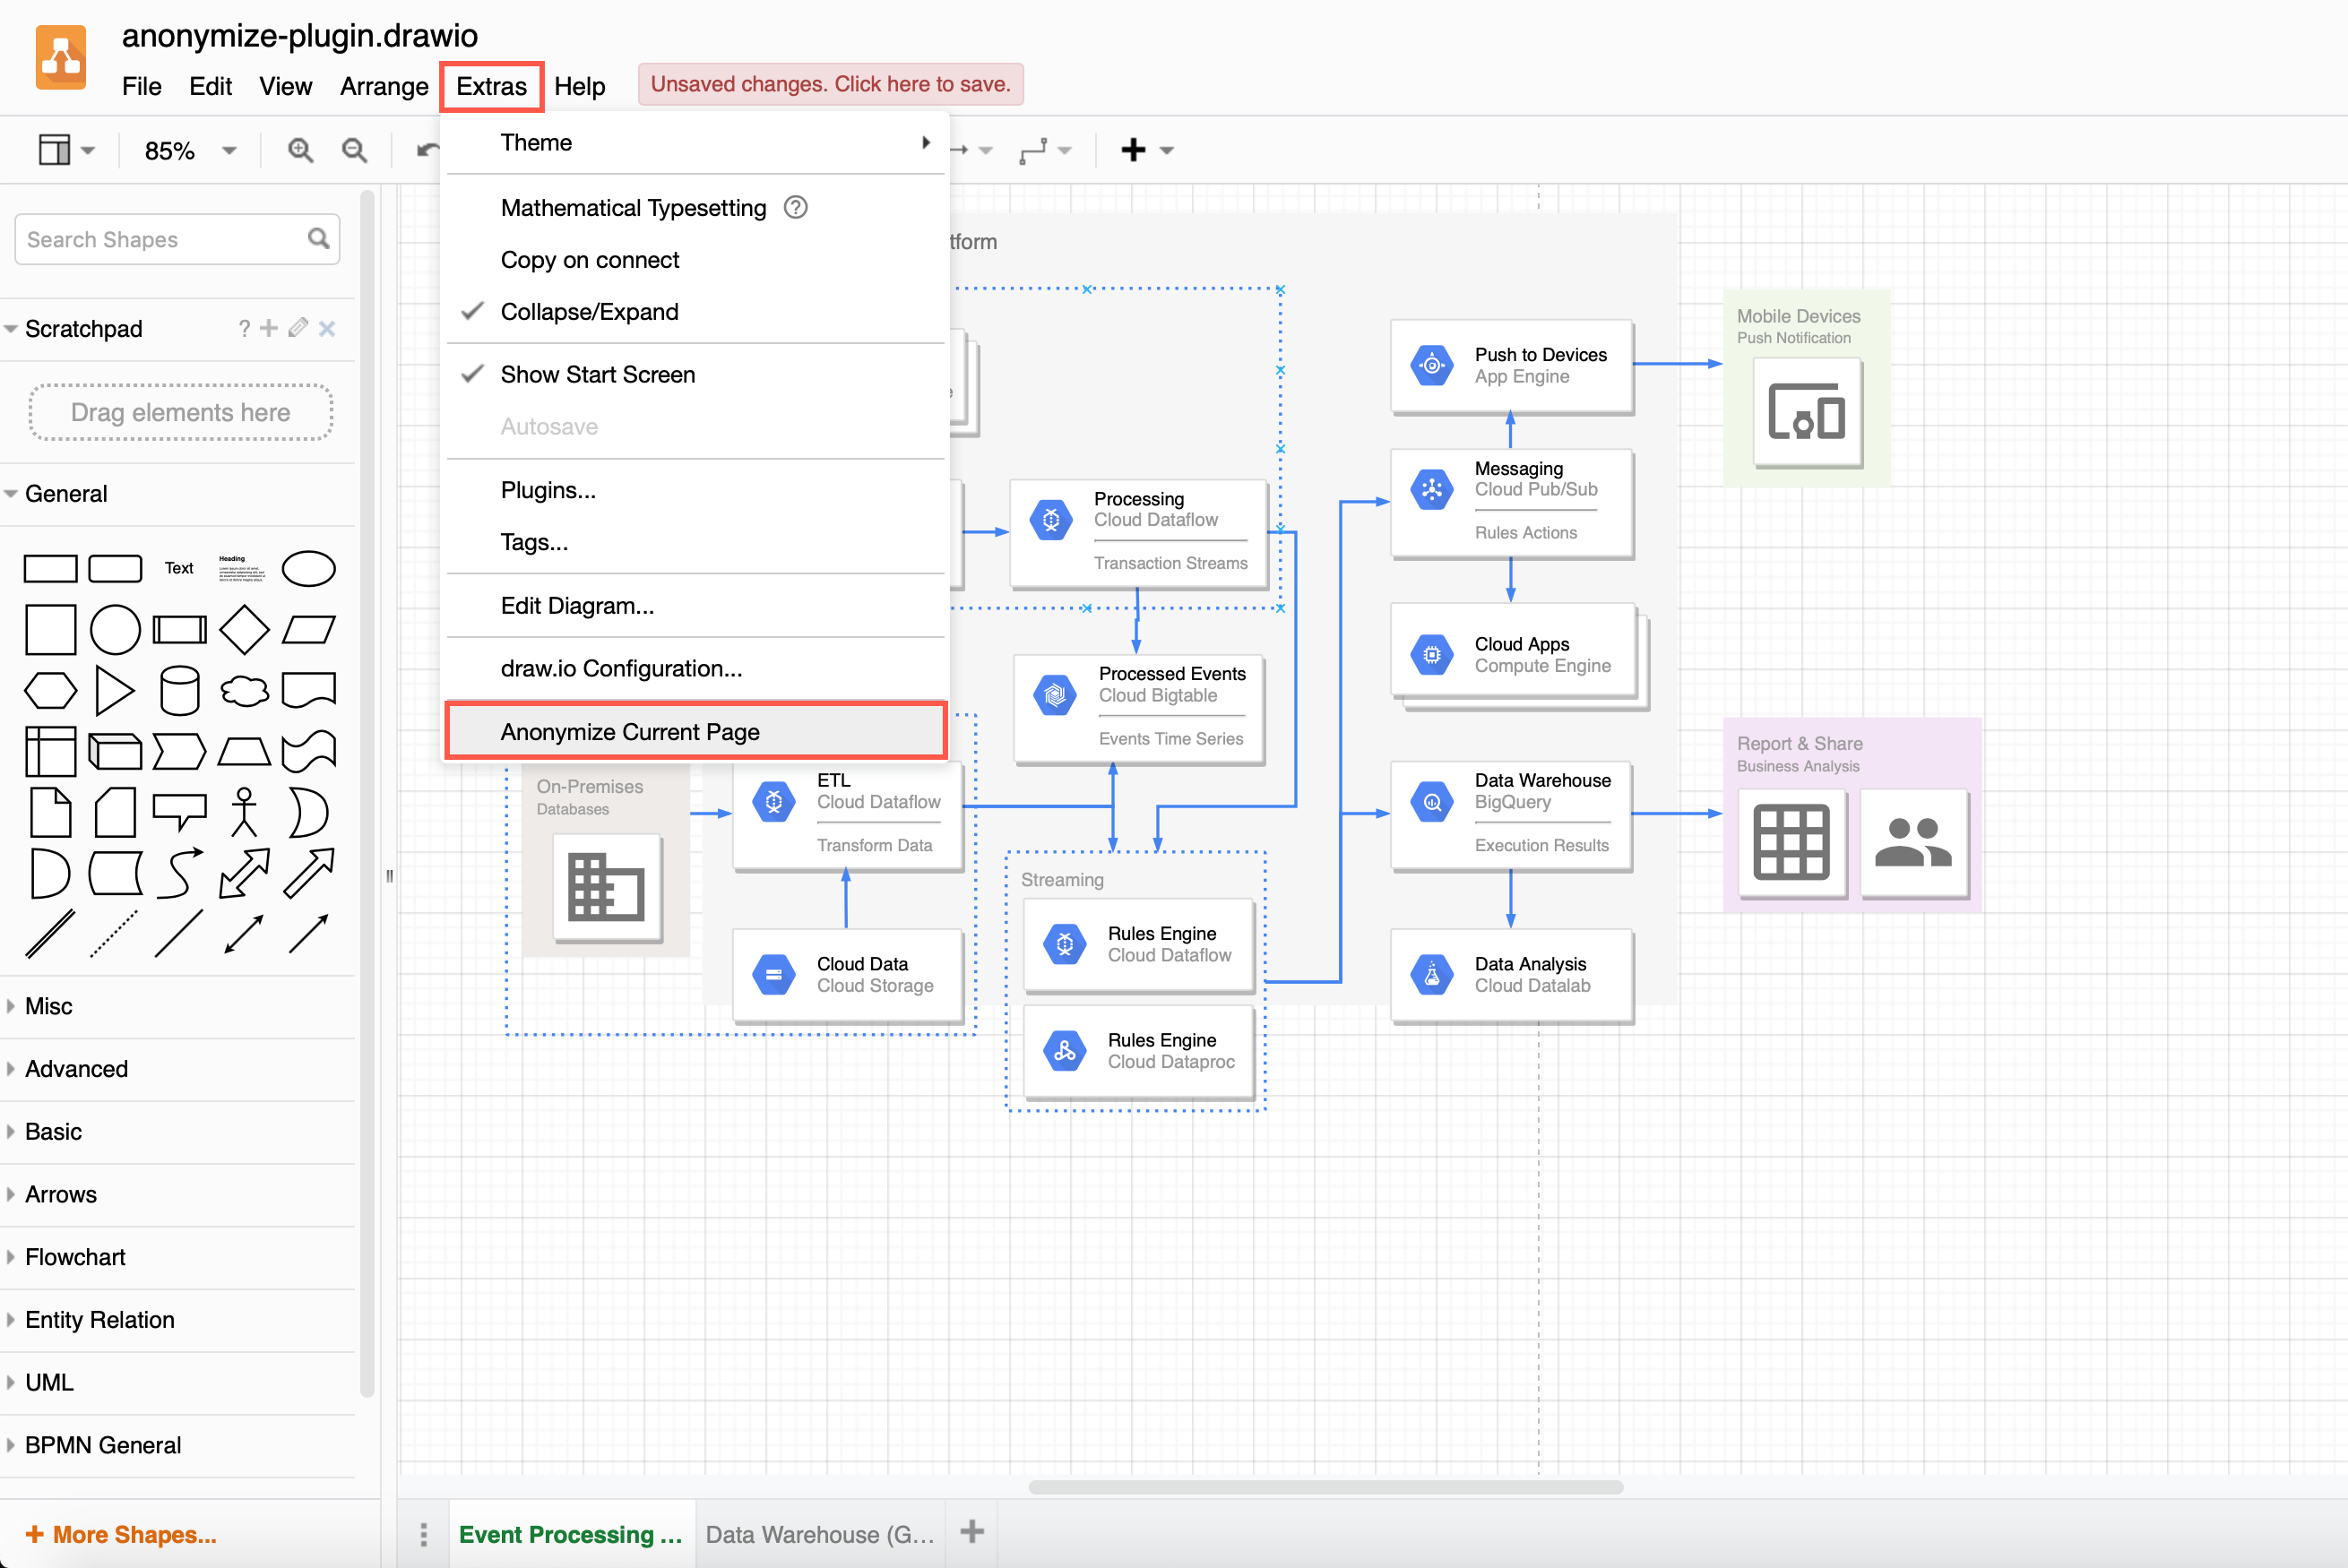 anonymize-plugin.drawio
File Edit View Arrange Extras Help Unsaved changes. Click here to save.
85%
Theme
Mathematical Typesetting ?
Copy on connect
Collapse/Expand
Show Start Screen
Autosave
Plugins...
Tags...
Edit Diagram...
draw.io Configuration...
Anonymize Current Page
Search Shapes
Scratchpad ?
Drag elements here
General
Text
Heading
Misc
Advanced
Basic
Arrows
Flowchart
Entity Relation
UML
BPMN General
+ More Shapes...
tform
Processing
Cloud Dataflow
Transaction Streams
Processed Events
Cloud Bigtable
Events Time Series
On-Premises
Databases
ETL
Cloud Dataflow
Transform Data
Cloud Data
Cloud Storage
Streaming
Rules Engine
Cloud Dataflow
Rules Engine
Cloud Dataproc
Push to Devices
App Engine
Messaging
Cloud Pub/Sub
Rules Actions
Cloud Apps
Compute Engine
Data Warehouse
BigQuery
Execution Results
Data Analysis
Cloud Datalab
Mobile Devices
Push Notification
Report & Share
Business Analysis
Event Processing ... Data Warehouse (G...